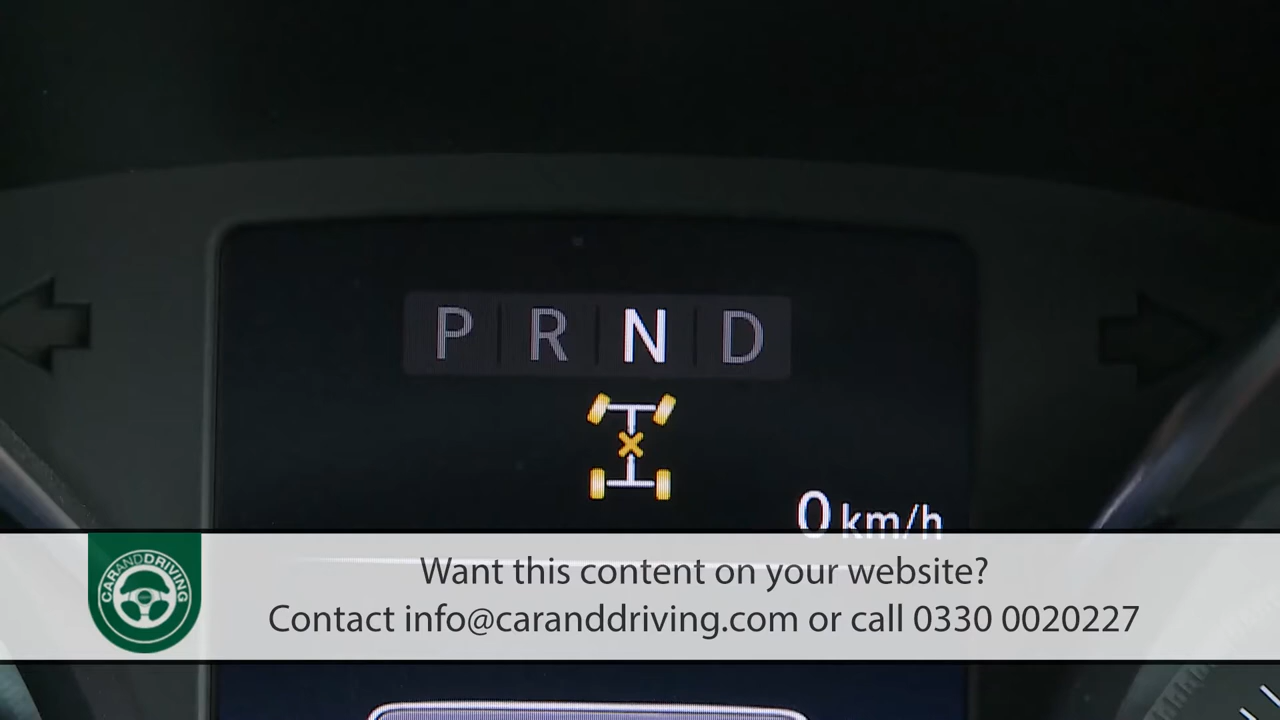 P R N D
0 km/h
CARANDDRIVING
Want this content on your website?
Contact info@caranddriving.com or call 0330 0020227